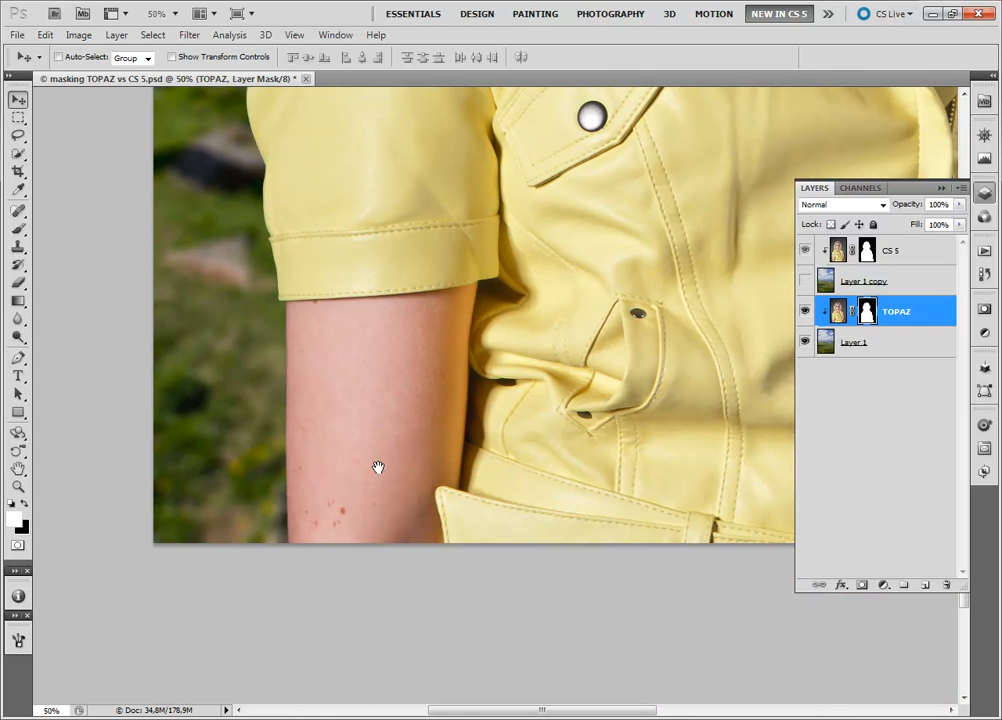 Ps Br Mb 50% ESSENTIALS DESIGN PAINTING PHOTOGRAPHY 3D MOTION NEW IN CS 5 CS Live
File Edit Image Layer Select Filter Analysis 3D View Window Help
Auto-Select: Group Show Transform Controls
© masking TOPAZ vs CS 5.psd @ 50% (TOPAZ, Layer Mask/8) *
Mb
LAYERS CHANNELS
Normal Opacity: 100%
Lock: Fill: 100%
CS 5
Layer 1 copy
TOPAZ
Layer 1
T
fx
50% © Doc: 34,8M/178,9M